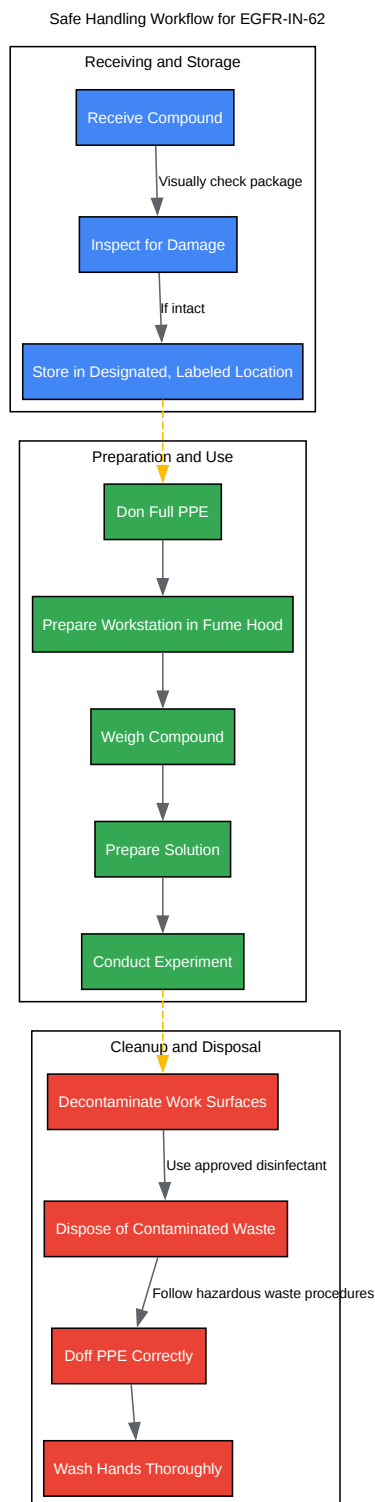 Safe Handling Workflow for EGFR-IN-62
Receiving and Storage
Receive Compound
Visually check package
Inspect for Damage
If intact
Store in Designated, Labeled Location
Preparation and Use
Don Full PPE
Prepare Workstation in Fume Hood
Weigh Compound
Prepare Solution
Conduct Experiment
Cleanup and Disposal
Decontaminate Work Surfaces
Use approved disinfectant
Dispose of Contaminated Waste
Follow hazardous waste procedures
Doff PPE Correctly
Wash Hands Thoroughly